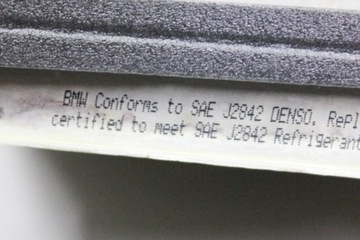 BMW Conforms to SAE J2842 DENSO. Repl
certified to meet SAE J2842 Refrigerant